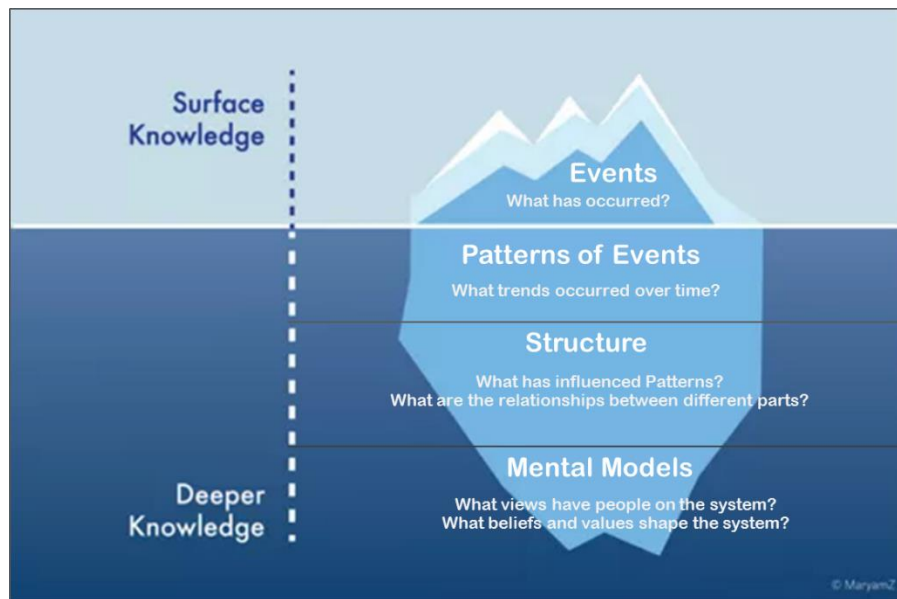 Surface
Knowledge
Events
What has occurred?
Patterns of Events
What trends occurred over time?
Structure
What has influenced Patterns?
What are the relationships between different parts?
Mental Models
What views have people on the system?
What beliefs and values shape the system?
Deeper
Knowledge
© MaryamZ